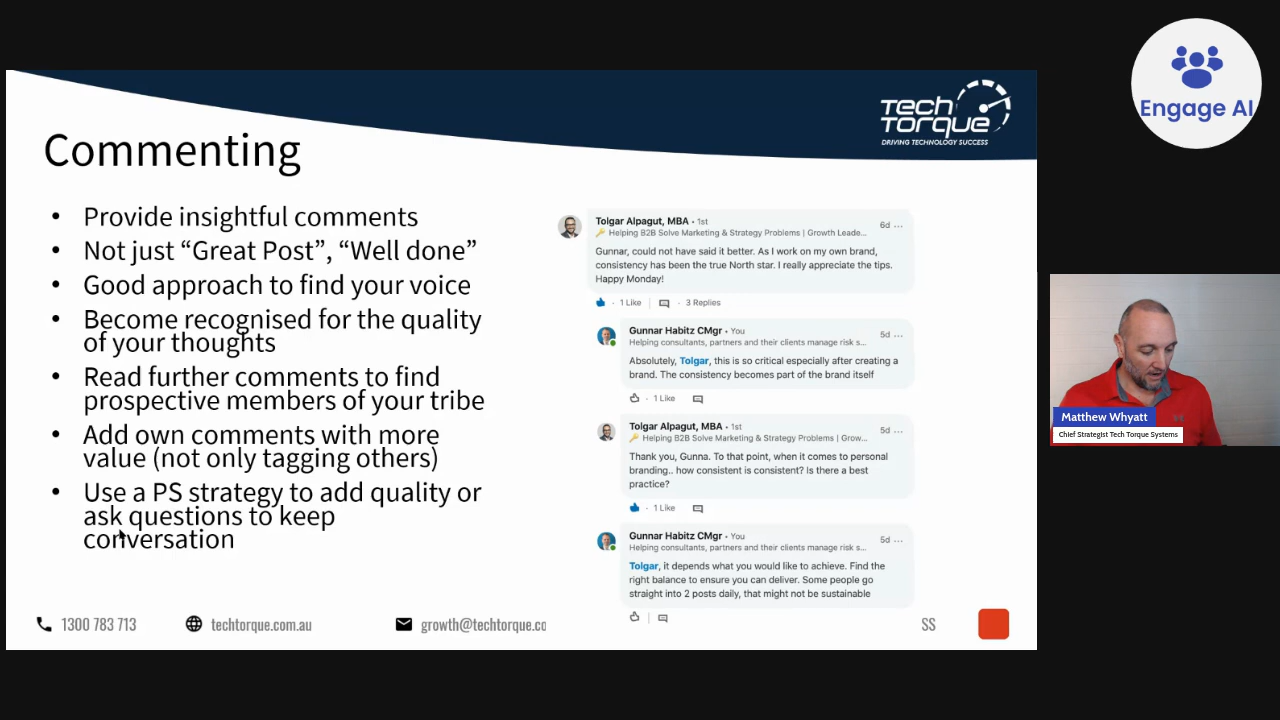 Engage AI
Tech
Torque
DRIVING TECHNOLOGY SUCCESS
Commenting
• Provide insightful comments
• Not just “Great Post”, “Well done”
• Good approach to find your voice
• Become recognised for the quality
of your thoughts
• Read further comments to find
prospective members of your tribe
• Add own comments with more
value (not only tagging others)
• Use a PS strategy to add quality or
ask questions to keep
conversation
Tolgar Alpagut, MBA • 1st
6d ...
Helping B2B Solve Marketing & Strategy Problems | Growth Leade...
Gunnar, could not have said it better. As I work on my own brand,
consistency has been the true North star. I really appreciate the tips.
Happy Monday!
· 1 Like | · 3 Replies
Gunnar Habitz CMgr • You
5d ...
Helping consultants, partners and their clients manage risk s...
Absolutely, Tolgar, this is so critical especially after creating a
brand. The consistency becomes part of the brand itself
· 1 Like
Tolgar Alpagut, MBA • 1st
5d ...
Helping B2B Solve Marketing & Strategy Problems | Grow...
Thank you, Gunna. To that point, when it comes to personal
branding.. how consistent is consistent? Is there a best
practice?
· 1 Like
Gunnar Habitz CMgr • You
5d ...
Helping consultants, partners and their clients manage risk s...
Tolgar, it depends what you would like to achieve. Find the
right balance to ensure you can deliver. Some people go
straight into 2 posts daily, that might not be sustainable
1300 783 713
techtorque.com.au
growth@techtorque.co
SS
Matthew Whyatt
Chief Strategist Tech Torque Systems